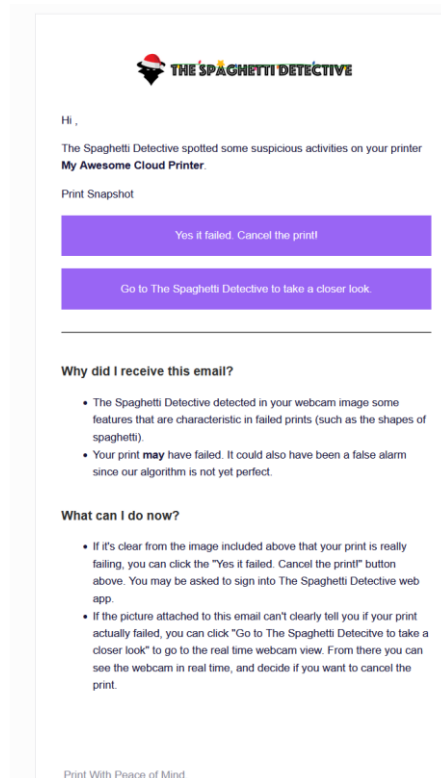 THE SPAGHETTI DETECTIVE
Hi ,
The Spaghetti Detective spotted some suspicious activities on your printer
My Awesome Cloud Printer.
Print Snapshot
Yes it failed. Cancel the print!
Go to The Spaghetti Detective to take a closer look.
Why did I receive this email?
• The Spaghetti Detective detected in your webcam image some
features that are characteristic in failed prints (such as the shapes of
spaghetti).
• Your print may have failed. It could also have been a false alarm
since our algorithm is not yet perfect.
What can I do now?
• If it's clear from the image included above that your print is really
failing, you can click the "Yes it failed. Cancel the print!" button
above. You may be asked to sign into The Spaghetti Detective web
app.
• If the picture attached to this email can't clearly tell you if your print
actually failed, you can click "Go to The Spaghetti Detecitve to take a
closer look" to go to the real time webcam view. From there you can
see the webcam in real time, and decide if you want to cancel the
print.
Print With Peace of Mind